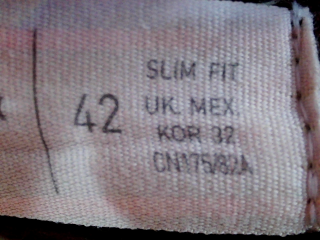 42
SLIM FIT
UK. MEX.
KOR 32
CN175/82A